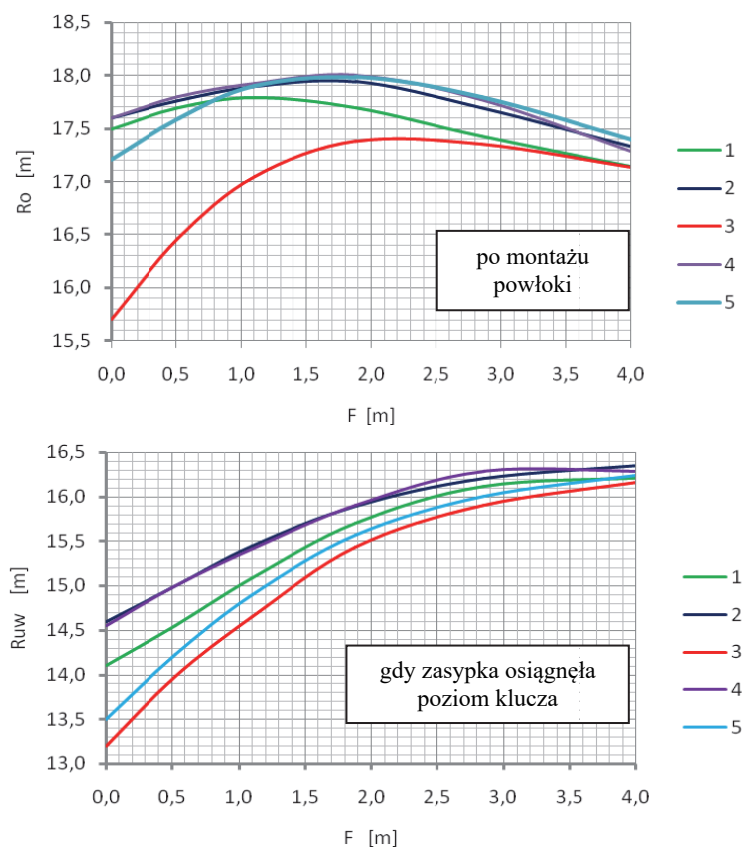 18,5
18,0
17,5
17,0
16,5
16,0
15,5
Ro [m]
0,0 0,5 1,0 1,5 2,0 2,5 3,0 3,5 4,0
F [m]
po montażu
powłoki
1
2
3
4
5
16,5
16,0
15,5
15,0
14,5
14,0
13,5
13,0
Ruw [m]
0,0 0,5 1,0 1,5 2,0 2,5 3,0 3,5 4,0
F [m]
gdy zasypka osiągnęła
poziom klucza
1
2
3
4
5